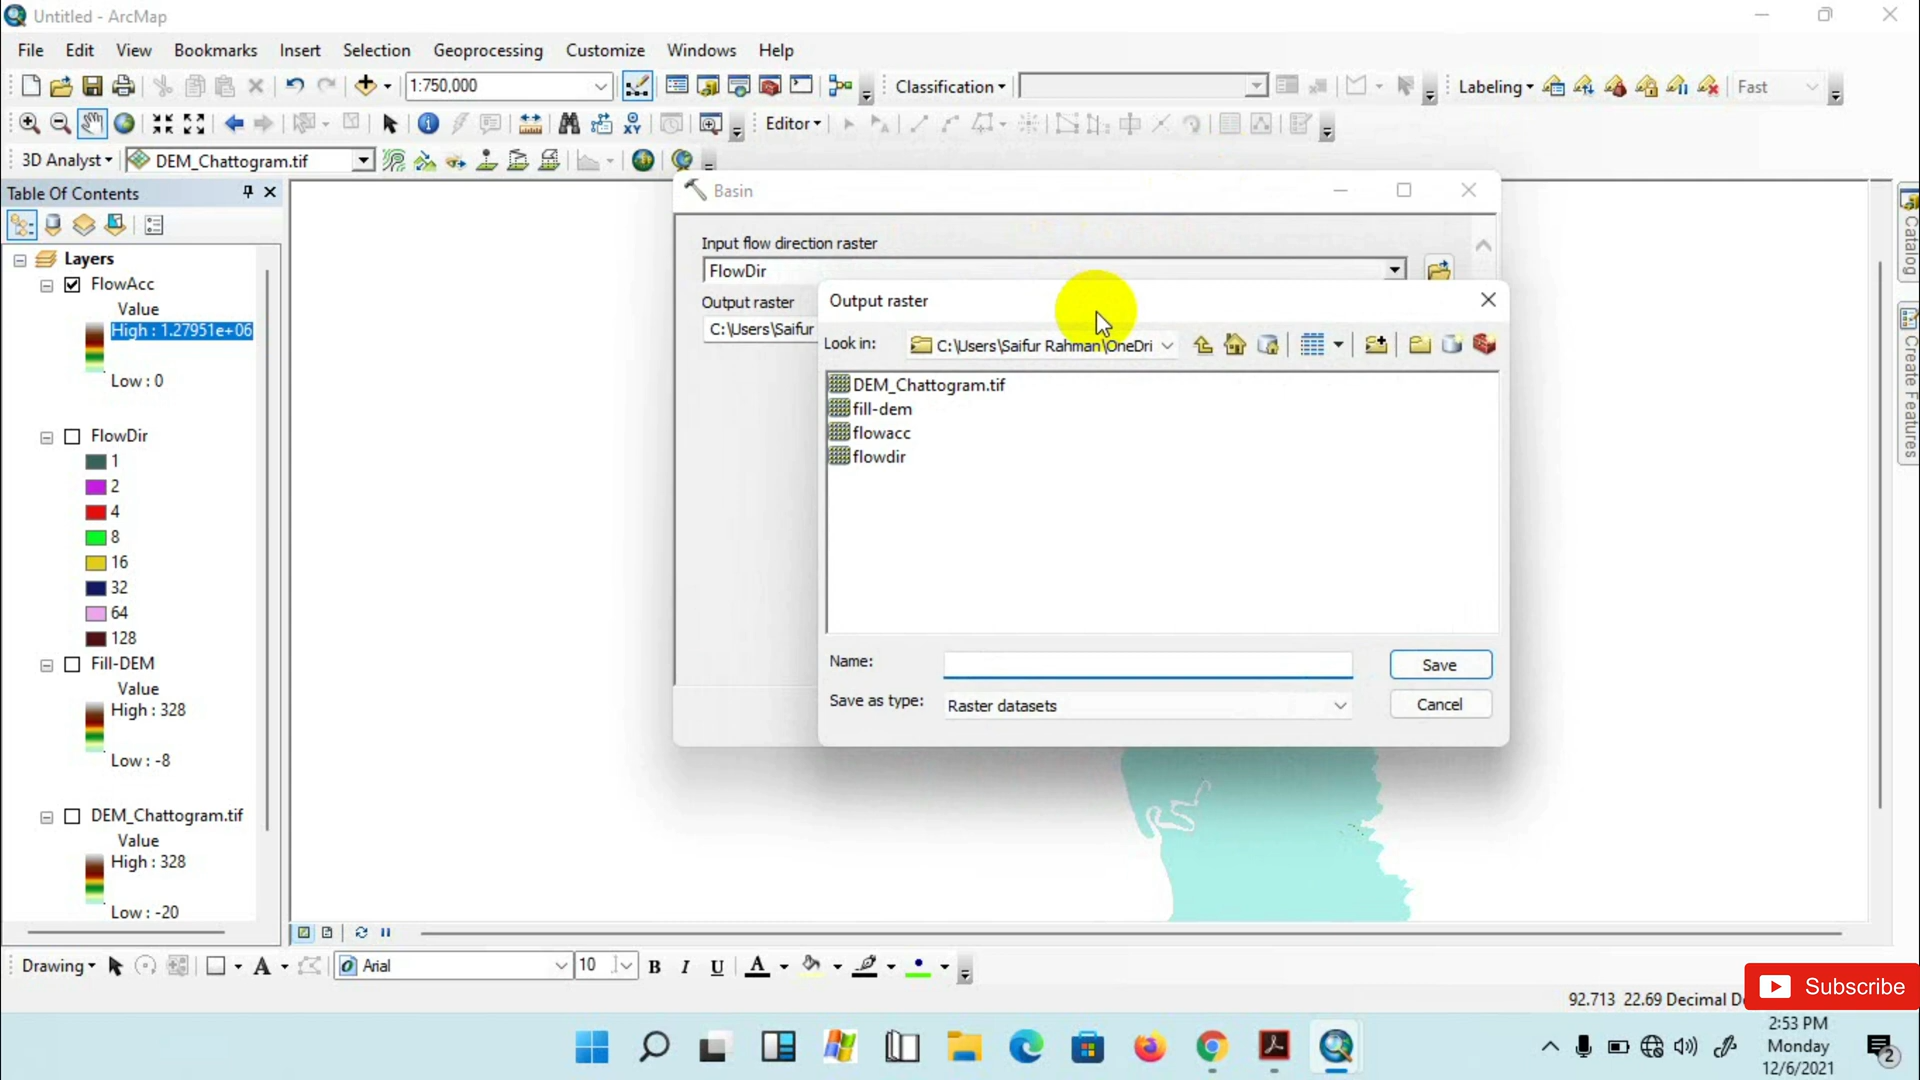 Untitled - ArcMap
File Edit View Bookmarks Insert Selection Geoprocessing Customize Windows Help
1:750,000 Classification Labeling Fast
Editor
3D Analyst DEM_Chattogram.tif
Table Of Contents
Layers
FlowAcc
Value
High : 1.27951e+06
Low : 0
FlowDir
1
2
4
8
16
32
64
128
Fill-DEM
Value
High : 328
Low : -8
DEM_Chattogram.tif
Value
High : 328
Low : -20
Basin
Input flow direction raster
FlowDir
Output raster
C:\Users\Saifur
Output raster
Look in:
C:\Users\Saifur Rahman\OneDri
DEM_Chattogram.tif
fill-dem
flowacc
flowdir
Name:
Save
Save as type:
Raster datasets
Cancel
Catalog
Create Features
Drawing A Arial 10 B I U A
Subscribe
92.713 22.69 Decimal De
2:53 PM
Monday
12/6/2021
2